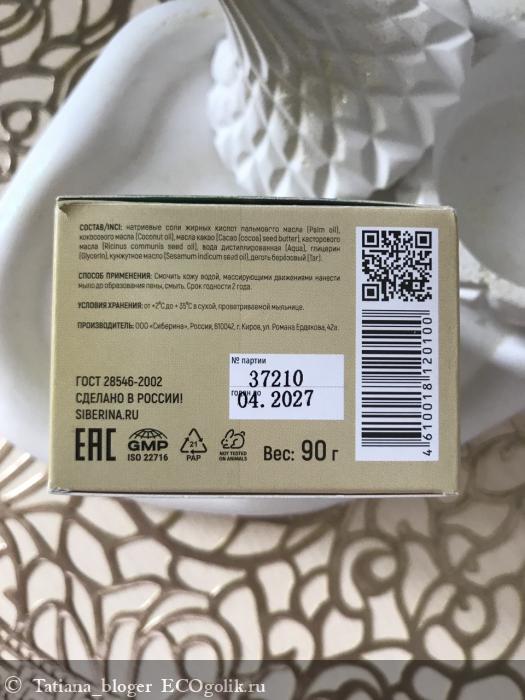 СОСТАВ/INCI: натриевые соли жирных кислот пальмового масла (Palm oil),
кокосового масла (Coconut oil), масла какао (Cacao (cocoa) seed butter), касторового
масла (Ricinus communis seed oil), вода дистиллированная (Aqua), глицерин
(Glycerin), кунжутное масло (Sesamum indicum seed oil), деготь берёзовый (Tar).
СПОСОБ ПРИМЕНЕНИЯ: Смочить кожу водой, массирующими движениями нанести
мыло до образования пены, смыть. Срок годности 2 года.
УСЛОВИЯ ХРАНЕНИЯ: от +2°С до + 35°С в сухой, проветриваемой мыльнице.
ПРОИЗВОДИТЕЛЬ: ООО «Сиберина», Россия, 610042, г. Киров, ул. Романа Ердякова, 42а.
№ партии
37210
04. 2027
ГОСТ 28546-2002
СДЕЛАНО В РОССИИ!
SIBERINA.RU
EAC
GMP
ISO 22716
21
PAP
NOT TESTED
ON ANIMALS
Вес: 90 г
4 610018 120100
© Tatiana_bloger ECOgolik.ru